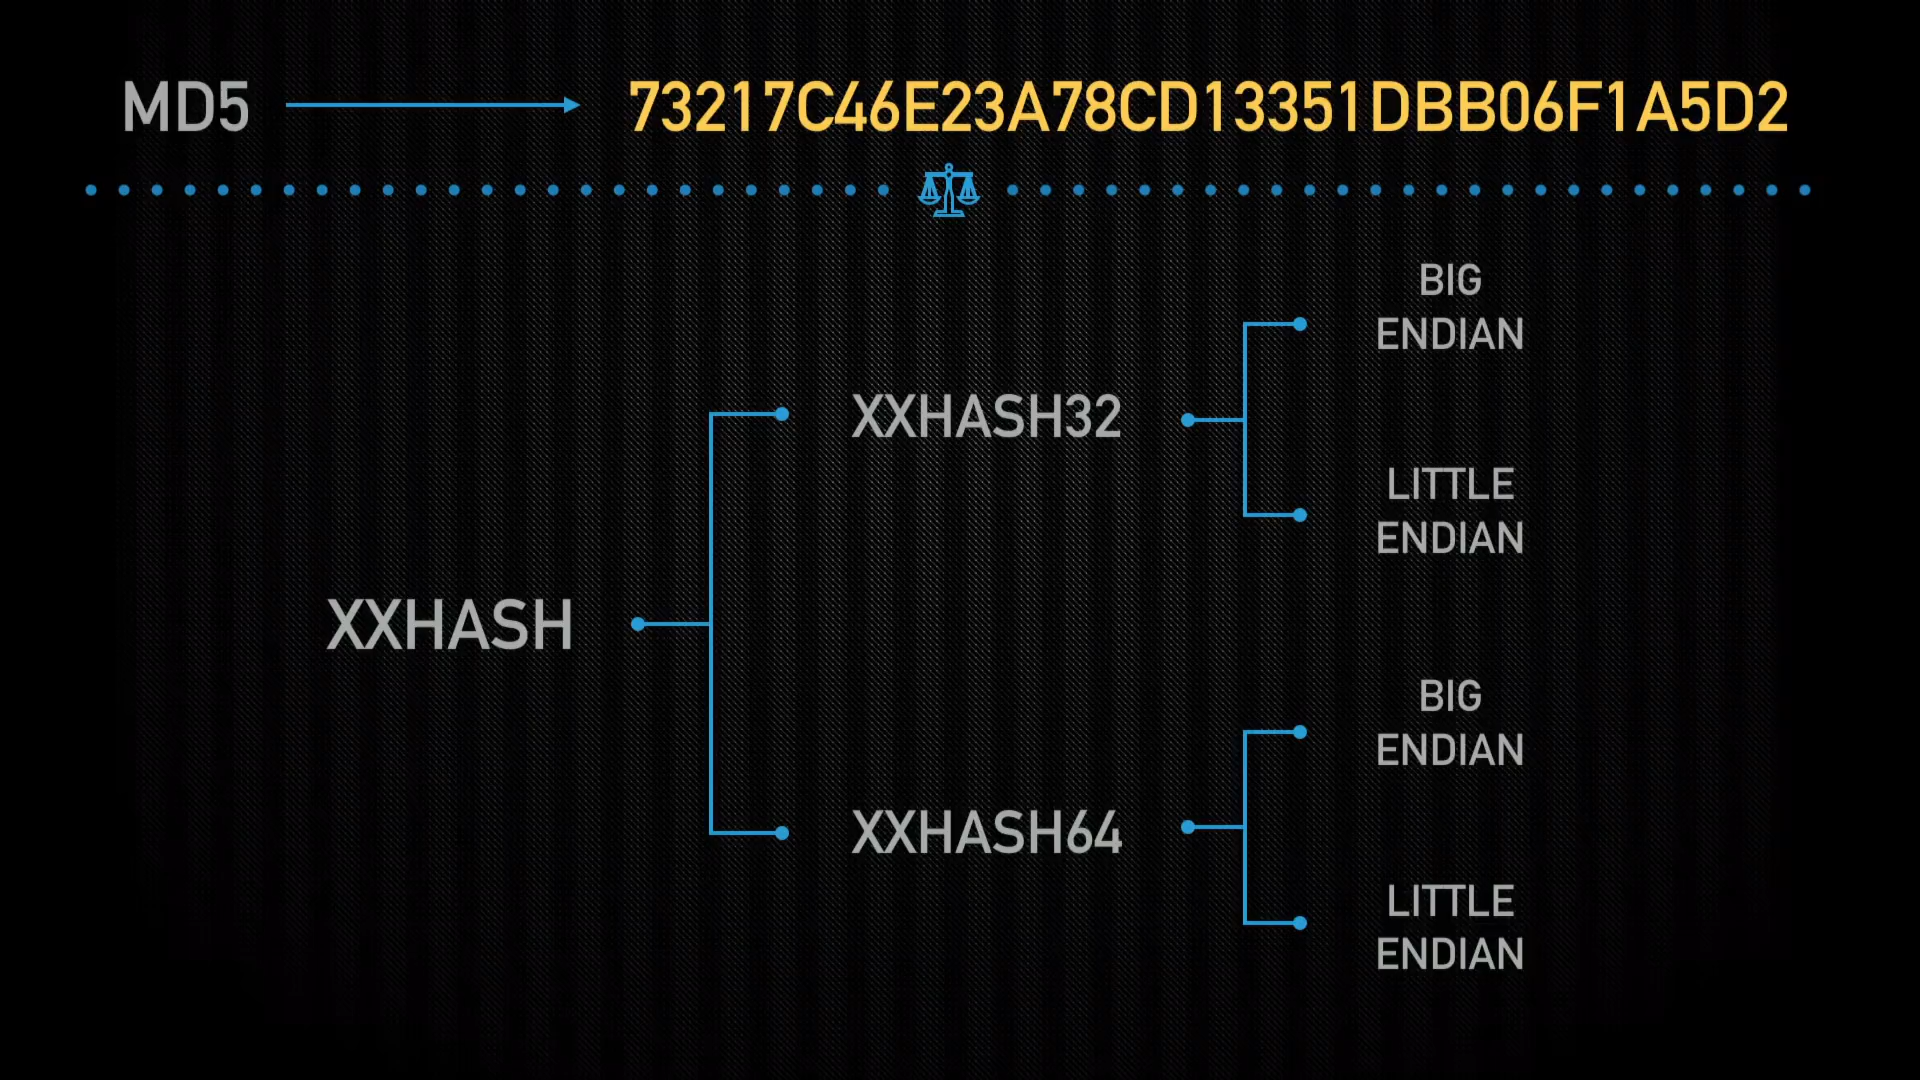 MD5
73217C46E23A78CD13351DBB06F1A5D2
BIG
ENDIAN
XXHASH32
LITTLE
ENDIAN
XXHASH
BIG
ENDIAN
XXHASH64
LITTLE
ENDIAN